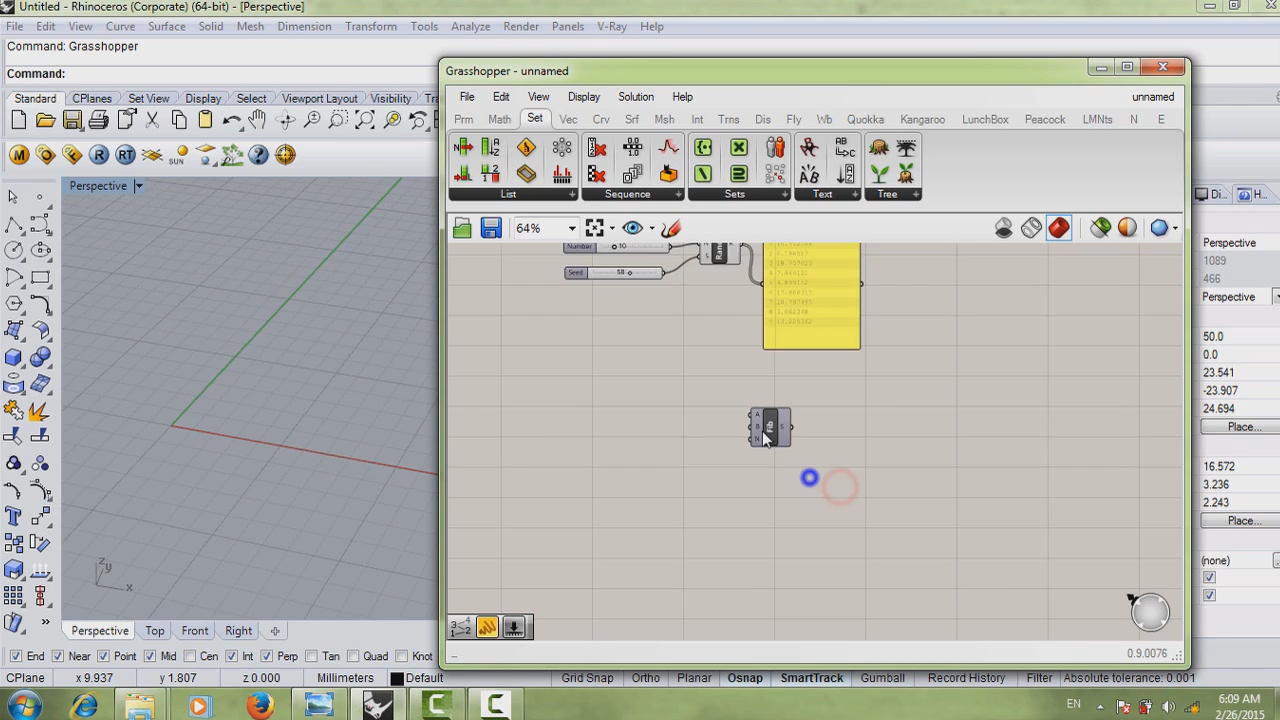 Untitled - Rhinoceros (Corporate) (64-bit) - [Perspective]
File Edit View Curve Surface Solid Mesh Dimension Transform Tools Analyze Render Panels V-Ray Help
Command: Grasshopper
Command:
Standard CPlanes Set View Display Select Viewport Layout Visibility
Perspective
Grasshopper - unnamed
File Edit View Display Solution Help unnamed
Prm Math Set Vec Crv Srf Msh Int Trns Dis Fly Wb Quokka Kangaroo LunchBox Peacock LMNts N E
List Sequence Sets Text Tree
64%
Number 10
Seed 58
A
B
N
Fib
S
0.9.0076
Perspective
1089
466
Perspective
50.0
0.0
23.541
-23.907
24.694
Place...
16.572
3.236
2.243
Place...
(none)
z
y
x
Perspective Top Front Right
End Near Point Mid Cen Int Perp Tan Quad Knot
CPlane x 9.937 y 1.807 z 0.000 Millimeters Default Grid Snap Ortho Planar Osnap SmartTrack Gumball Record History Filter Absolute tolerance: 0.001
EN
6:09 AM
2/26/2015